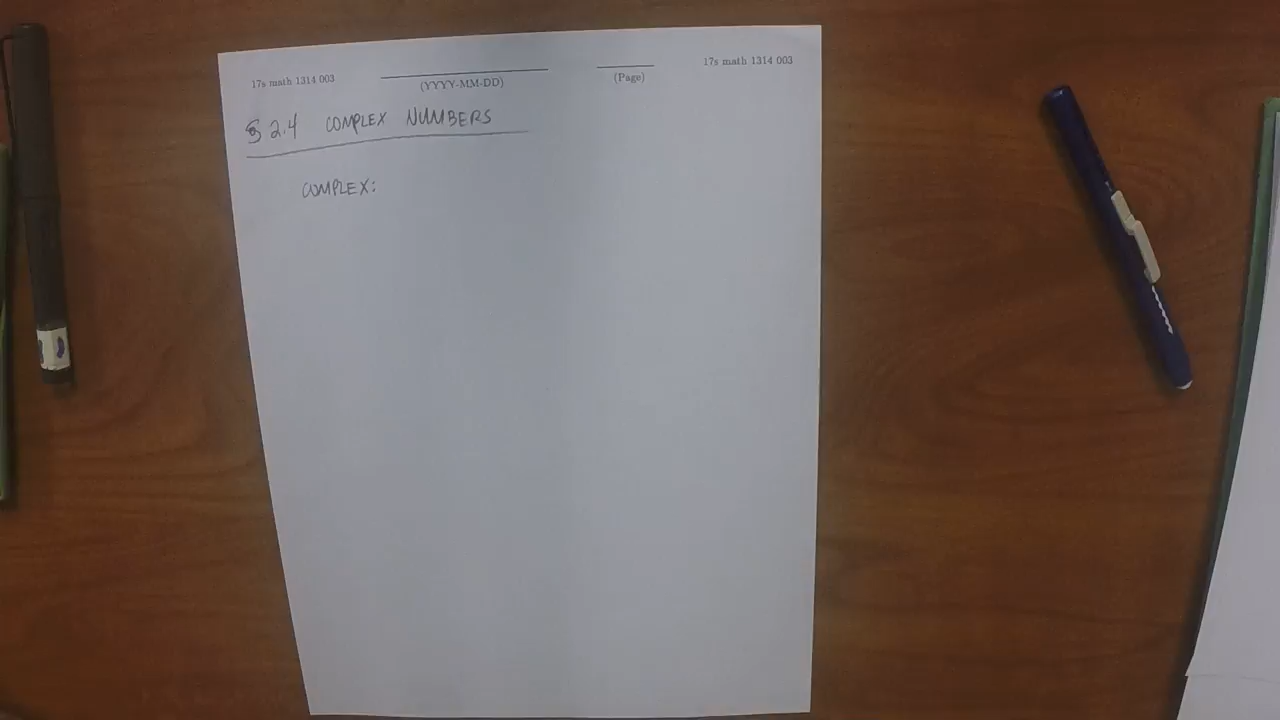 17s math 1314 003
(YYYY-MM-DD)
(Page)
17s math 1314 003
§ 2.4 COMPLEX NUMBERS
COMPLEX: